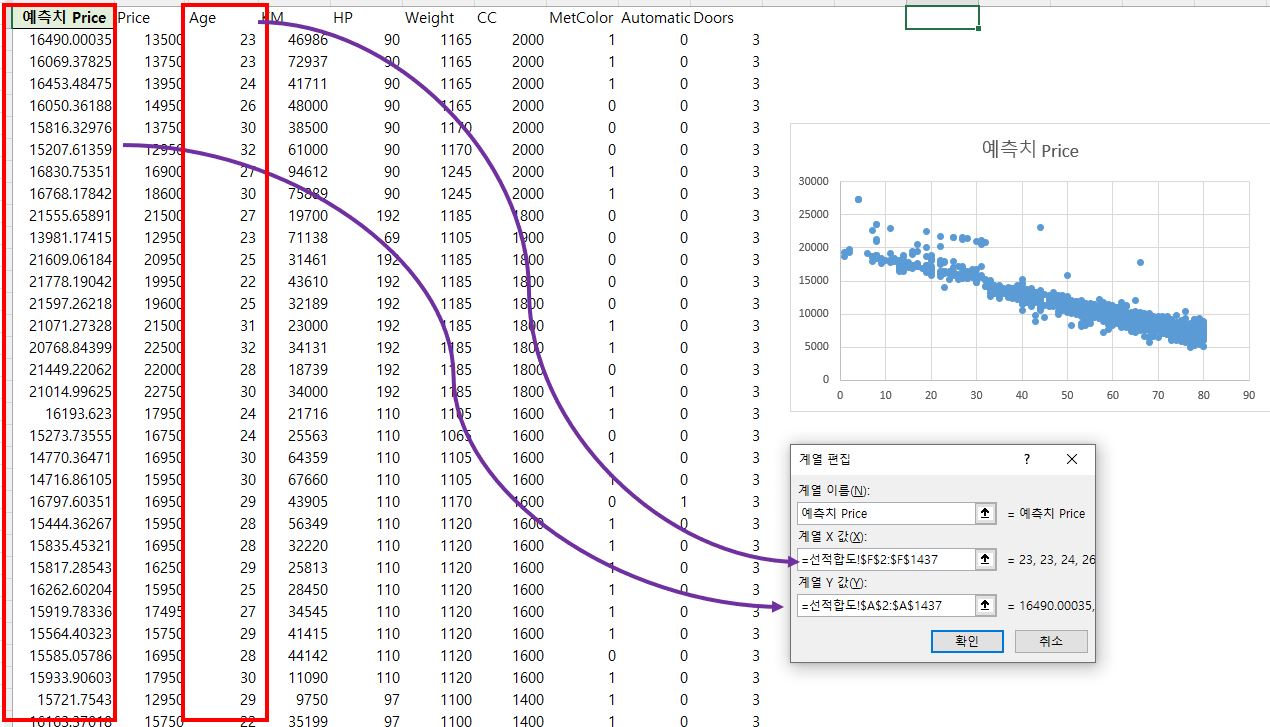 예측치 Price Price Age KM HP Weight CC MetColor Automatic Doors
16490.00035 13500 23 46986 90 1165 2000 1 0 3
16069.37825 13750 23 72937 90 1165 2000 1 0 3
16453.48475 13950 24 41711 90 1165 2000 1 0 3
16050.36188 14950 26 48000 90 1165 2000 0 0 3
15816.32976 13750 30 38500 90 1170 2000 0 0 3
15207.61359 12950 32 61000 90 1170 2000 0 0 3
16830.75351 16900 27 94612 90 1245 2000 1 0 3
16768.17842 18600 30 75889 90 1245 2000 1 0 3
21555.65891 21500 27 19700 192 1185 1800 0 0 3
13981.17415 12950 23 71138 69 1105 1900 0 0 3
21609.06184 20950 25 31461 192 1185 1800 0 0 3
21778.19042 19950 22 43610 192 1185 1800 0 0 3
21597.26218 19600 25 32189 192 1185 1800 0 0 3
21071.27328 21500 31 23000 192 1185 1800 1 0 3
20768.84399 22500 32 34131 192 1185 1800 1 0 3
21449.22062 22000 28 18739 192 1185 1800 0 0 3
21014.99625 22750 30 34000 192 1185 1800 1 0 3
16193.623 17950 24 21716 110 1105 1600 1 0 3
15273.73555 16750 24 25563 110 1065 1600 0 0 3
14770.36471 16950 30 64359 110 1105 1600 1 0 3
14716.86105 15950 30 67660 110 1105 1600 1 0 3
16797.60351 16950 29 43905 110 1170 1600 0 1 3
15444.36267 15950 28 56349 110 1120 1600 1 0 3
15835.45321 16950 28 32220 110 1120 1600 1 0 3
15817.28543 16250 29 25813 110 1120 1600 1 0 3
16262.60204 15950 25 28450 110 1120 1600 1 0 3
15919.78336 17495 27 34545 110 1120 1600 1 0 3
15564.40323 15750 29 41415 110 1120 1600 1 0 3
15585.05786 16950 28 44142 110 1120 1600 0 0 3
15933.90603 17950 30 11090 110 1120 1600 1 0 3
15721.7543 12950 29 9750 97 1100 1400 1 0 3
16163.37018 15750 22 35199 97 1100 1400 1 0 3
예측치 Price
30000
25000
20000
15000
10000
5000
0
0 10 20 30 40 50 60 70 80 90
계열 편집 ? ×
계열 이름(N):
예측치 Price = 예측치 Price
계열 X 값(X):
=선적합도!$F$2:$F$1437 = 23, 23, 24, 26
계열 Y 값(Y):
=선적합도!$A$2:$A$1437 = 16490.00035,
확인 취소